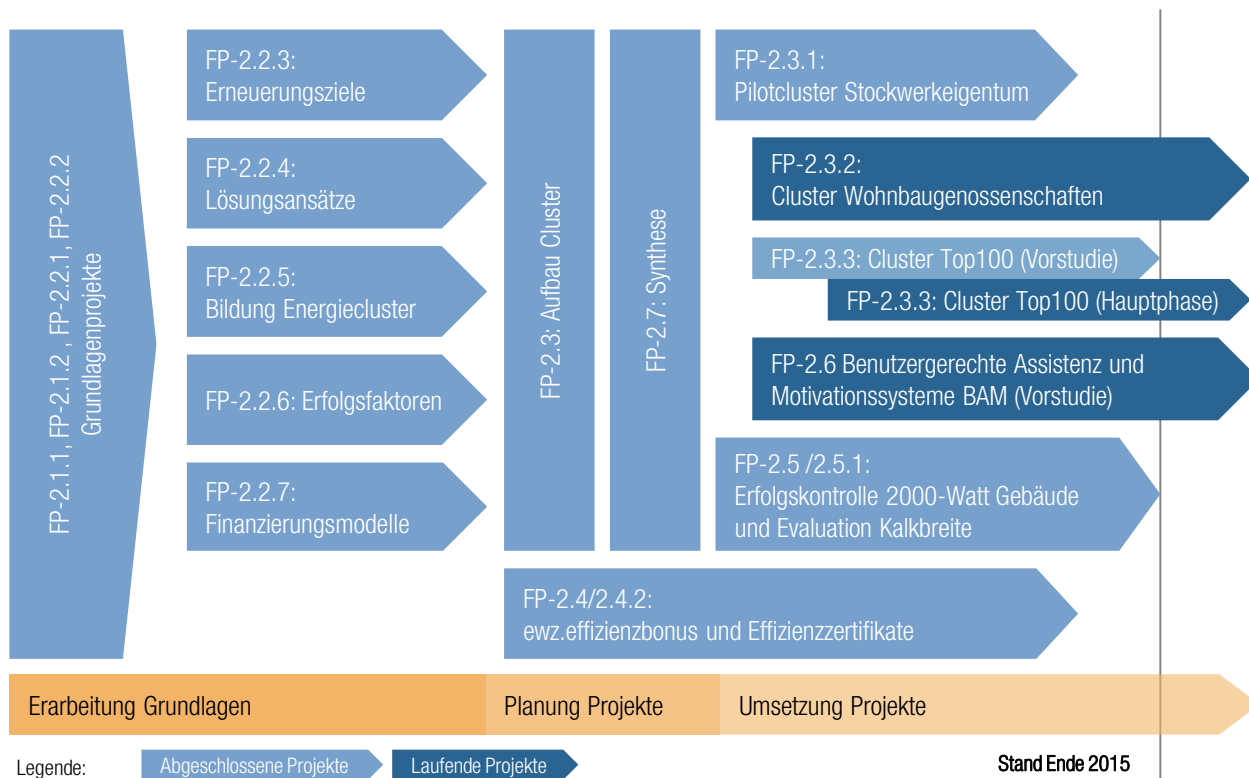 FP-2.1.1, FP-2.1.2 , FP-2.2.1, FP-2.2.2
Grundlagenprojekte
FP-2.2.3:
Erneuerungsziele
FP-2.2.4:
Lösungsansätze
FP-2.2.5:
Bildung Energiecluster
FP-2.2.6: Erfolgsfaktoren
FP-2.2.7:
Finanzierungsmodelle
FP-2.3: Aufbau Cluster
FP-2.7: Synthese
FP-2.3.1:
Pilotcluster Stockwerkeigentum
FP-2.3.2:
Cluster Wohnbaugenossenschaften
FP-2.3.3: Cluster Top100 (Vorstudie)
FP-2.3.3: Cluster Top100 (Hauptphase)
FP-2.6 Benutzergerechte Assistenz und
Motivationssysteme BAM (Vorstudie)
FP-2.5 /2.5.1:
Erfolgskontrolle 2000-Watt Gebäude
und Evaluation Kalkbreite
FP-2.4/2.4.2:
ewz.effizienzbonus und Effizienzzertifikate
Erarbeitung Grundlagen
Planung Projekte
Umsetzung Projekte
Legende:
Abgeschlossene Projekte
Laufende Projekte
Stand Ende 2015